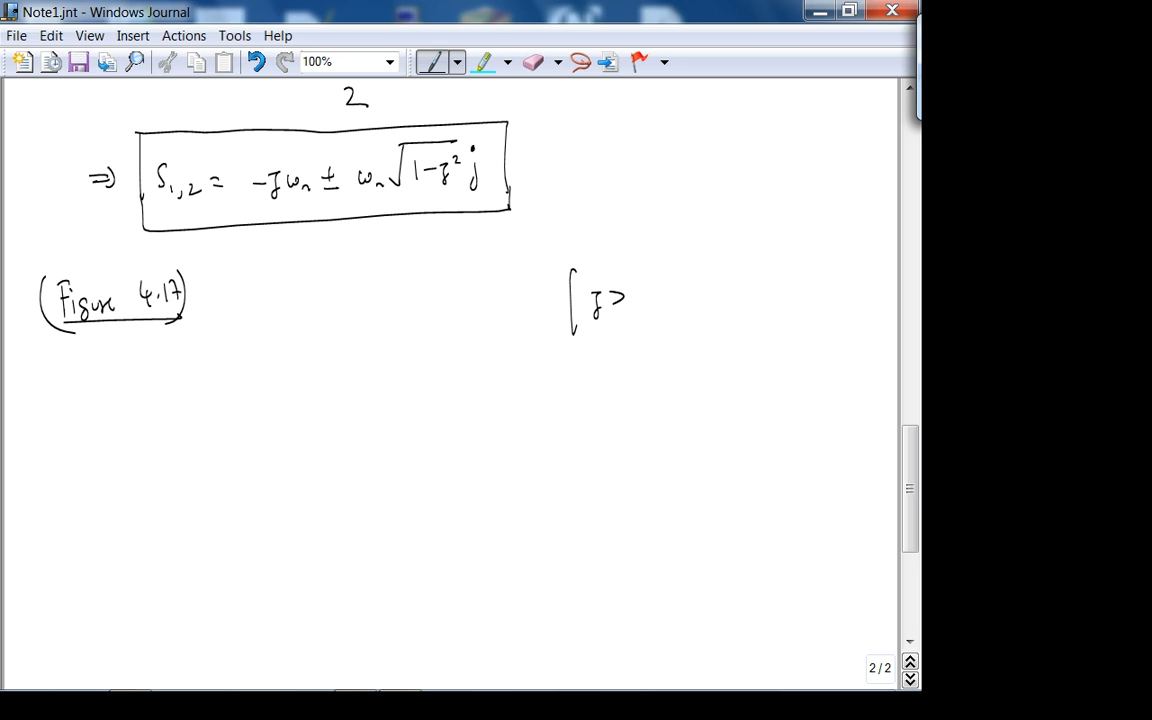 Note1.jnt - Windows Journal
File Edit View Insert Actions Tools Help
100%
2
⇒ S₁,₂ = -ζωₙ ± ωₙ√(1-ζ²) j
(Figure 4.17)
[ ζ >
2/2